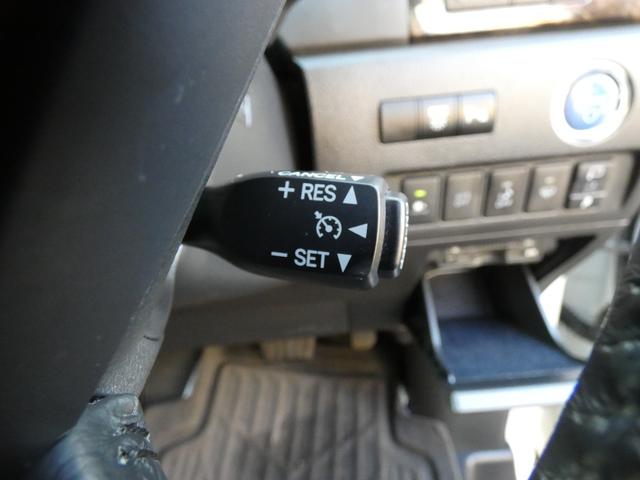 CANCEL
+ RES ▲
◀
− SET ▼